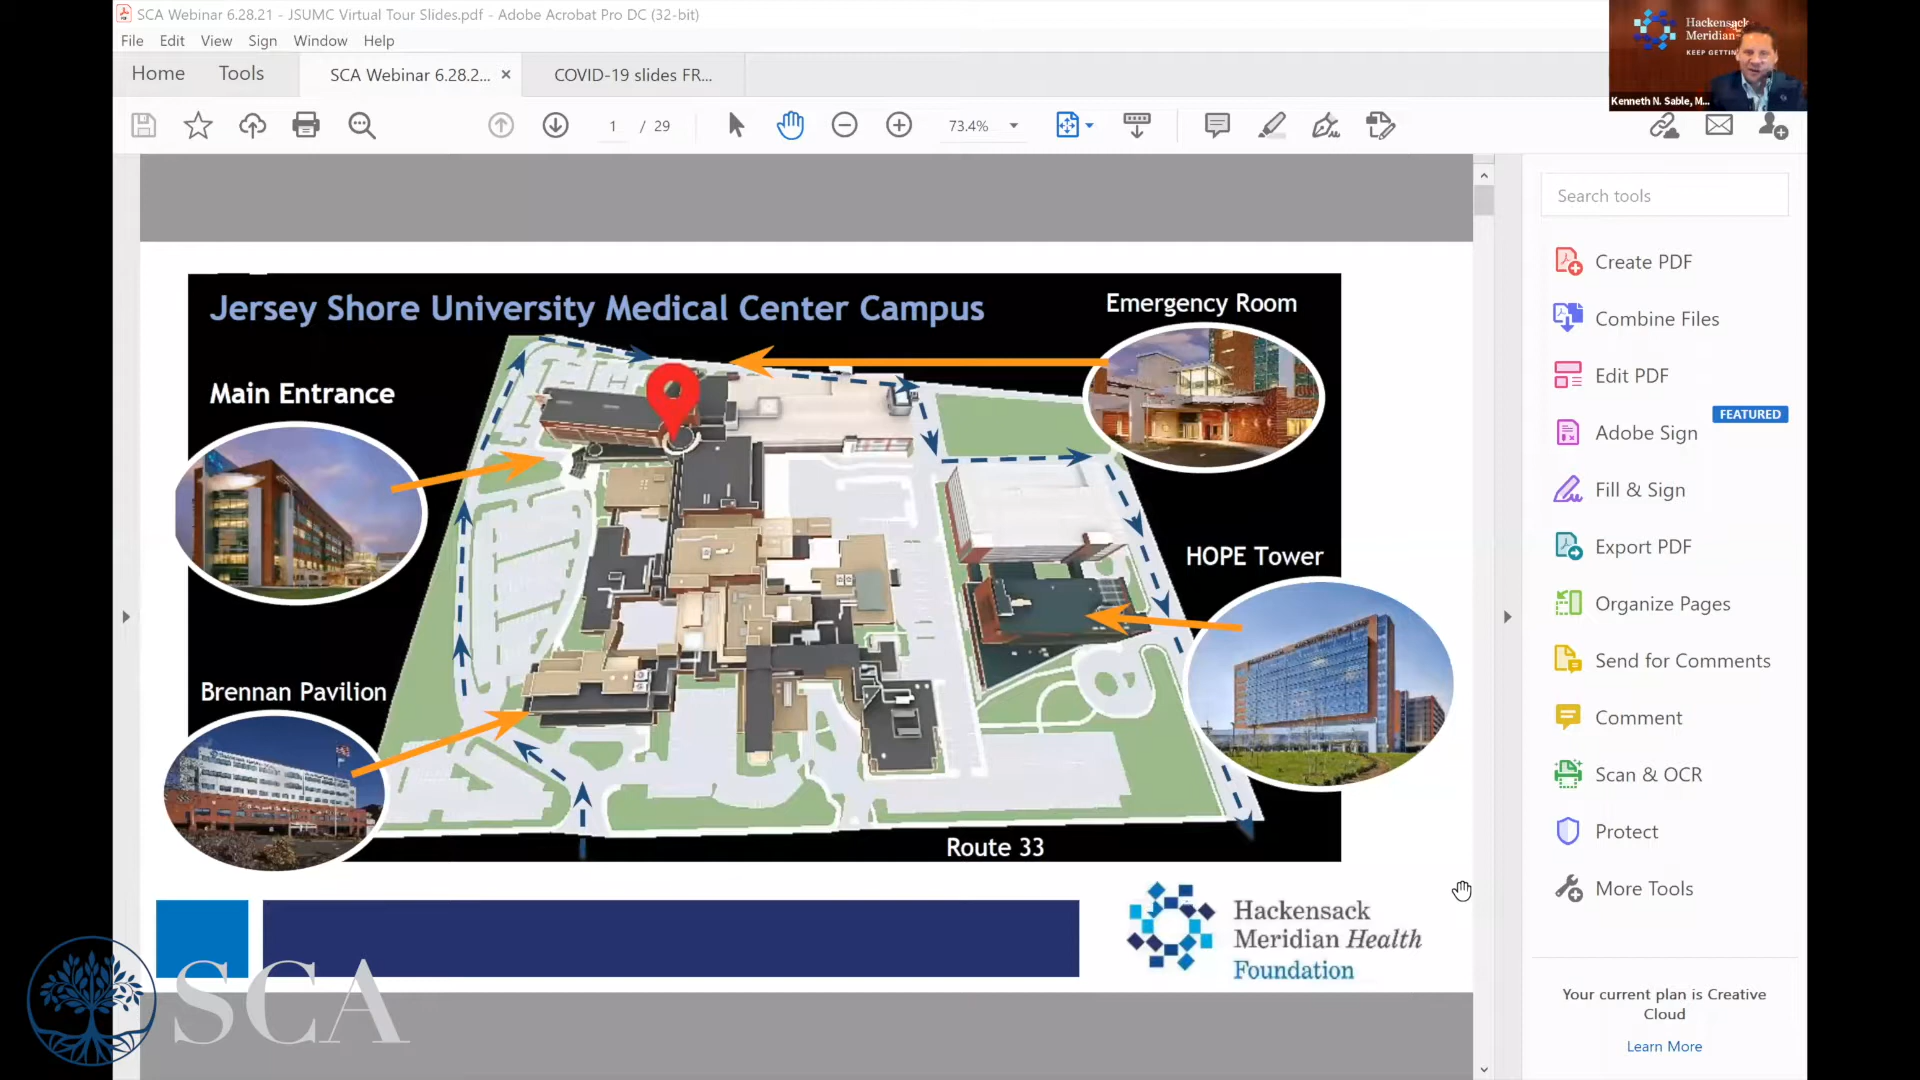 SCA Webinar 6.28.21 - JSUMC Virtual Tour Slides.pdf - Adobe Acrobat Pro DC (32-bit)
File Edit View Sign Window Help
Home Tools SCA Webinar 6.28.2... × COVID-19 slides FR...
1 / 29 73.4%
Hackensack
Meridian
KEEP GETTIN
Kenneth N. Sable, M...
Search tools
Create PDF
Combine Files
Edit PDF
FEATURED
Adobe Sign
Fill & Sign
Export PDF
Organize Pages
Send for Comments
Comment
Scan & OCR
Protect
More Tools
Your current plan is Creative
Cloud
Learn More
Jersey Shore University Medical Center Campus
Emergency Room
Main Entrance
HOPE Tower
Brennan Pavilion
Route 33
Hackensack
Meridian Health
Foundation
SCA